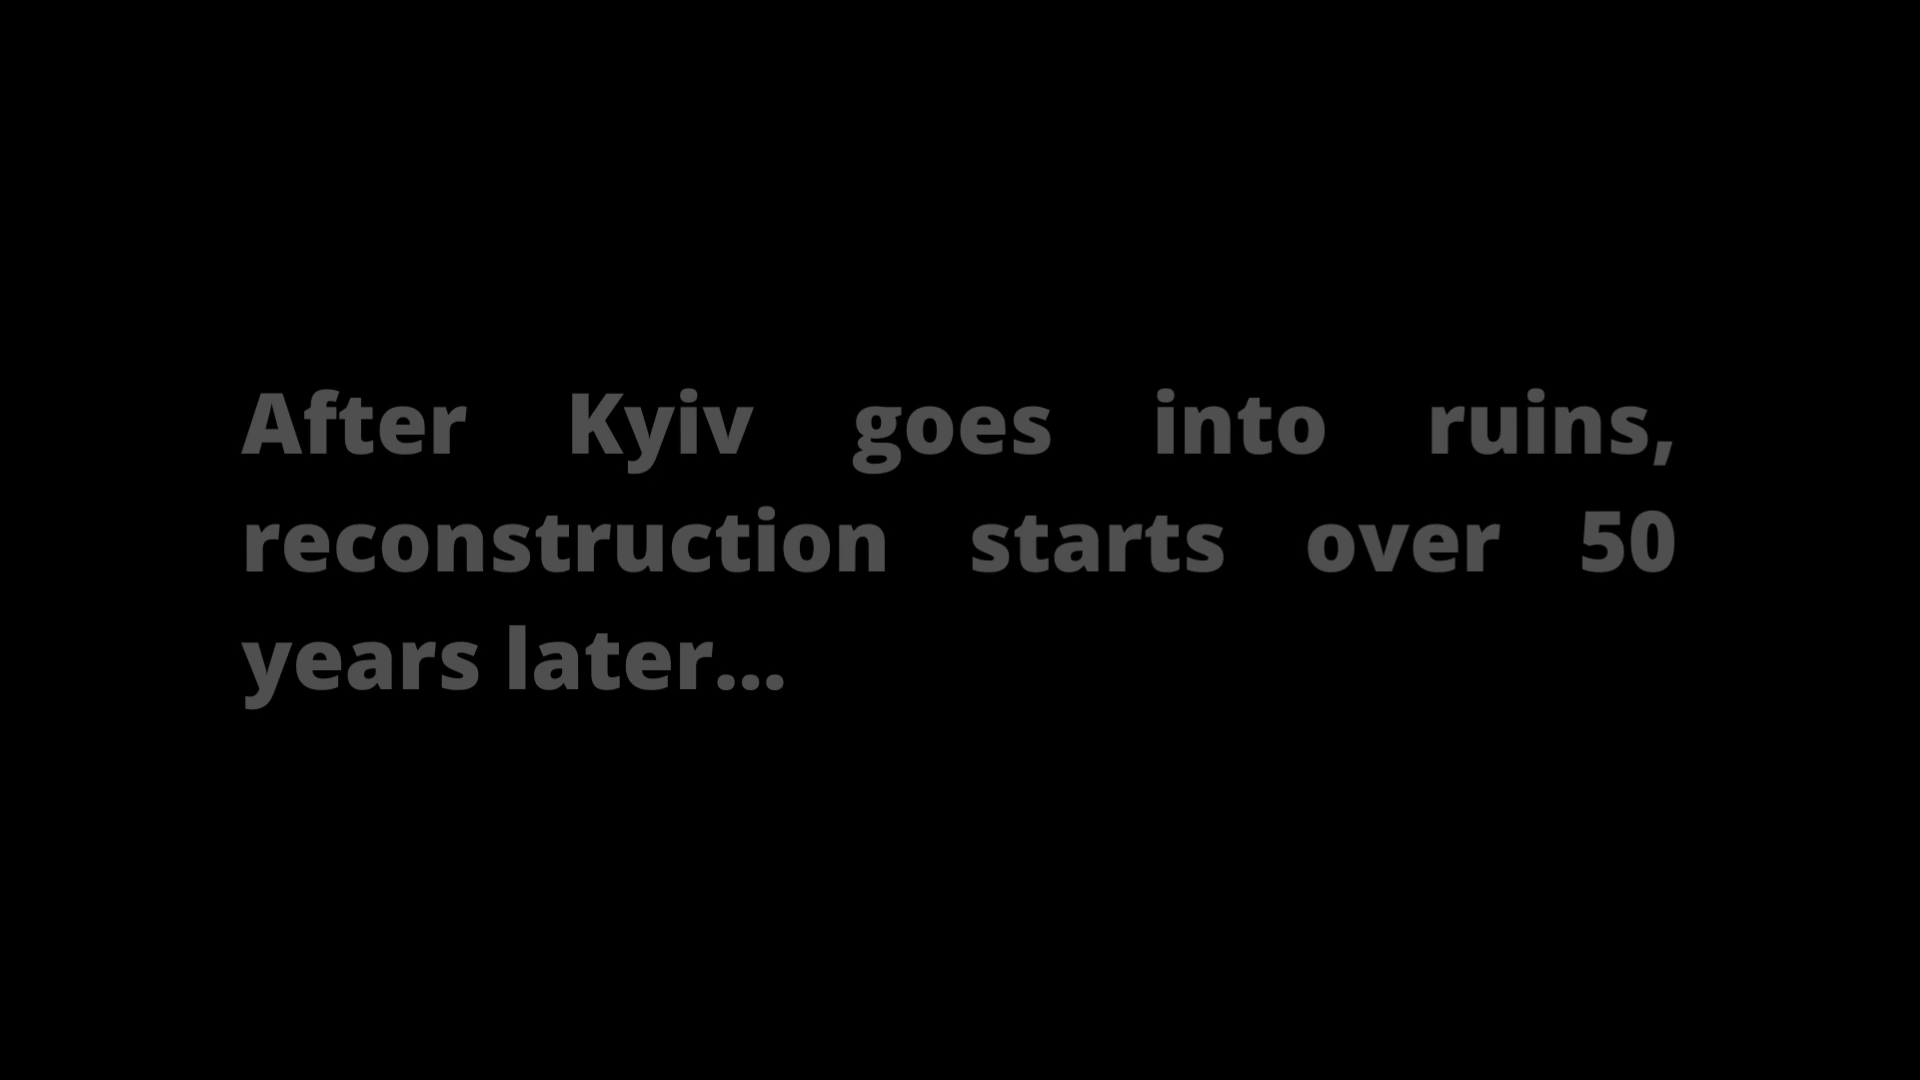 After Kyiv goes into ruins,
reconstruction starts over 50
years later...